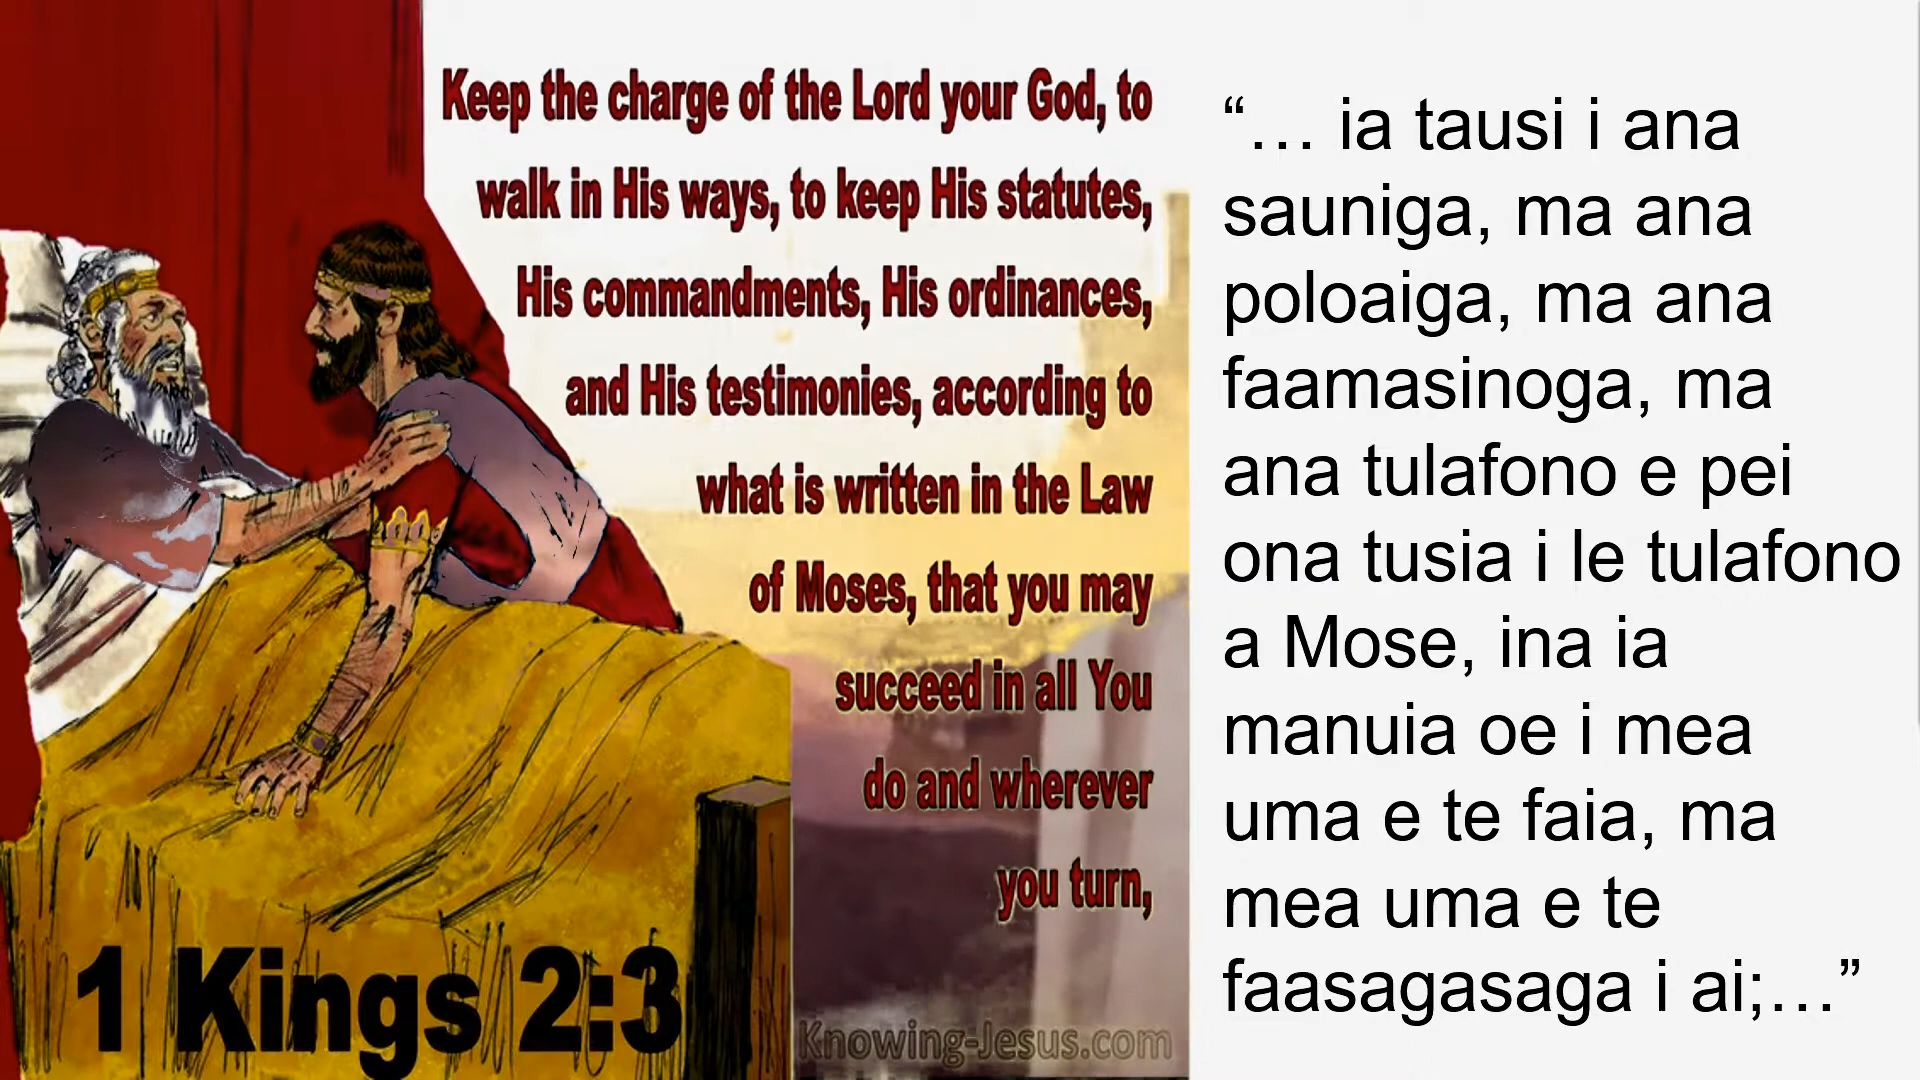 Keep the charge of the Lord your God, to
walk in His ways, to keep His statutes,
His commandments, His ordinances,
and His testimonies, according to
what is written in the Law
of Moses, that you may
succeed in all You
do and wherever
you turn,
1 Kings 2:3
Knowing-Jesus.com
“… ia tausi i ana
sauniga, ma ana
poloaiga, ma ana
faamasinoga, ma
ana tulafono e pei
ona tusia i le tulafono
a Mose, ina ia
manuia oe i mea
uma e te faia, ma
mea uma e te
faasagasaga i ai;…”